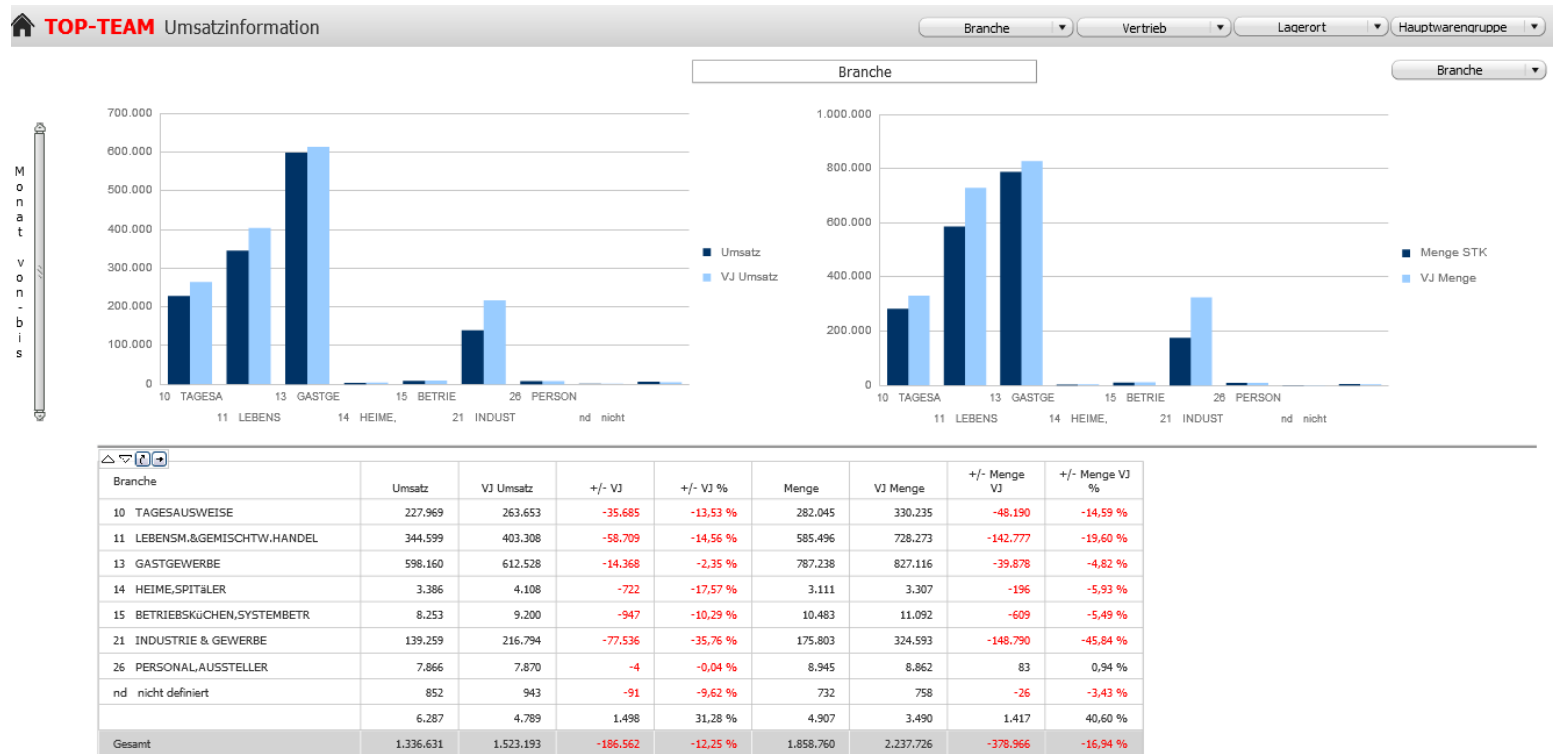 TOP-TEAM Umsatzinformation
Branche Vertrieb Lagerort Hauptwarengruppe
Branche
Branche
Monat von-bis
700.000
600.000
500.000
400.000
300.000
200.000
100.000
0
10 TAGESA 13 GASTGE 15 BETRIE 26 PERSON
11 LEBENS 14 HEIME, 21 INDUST nd nicht
Umsatz
VJ Umsatz
1.000.000
800.000
600.000
400.000
200.000
0
10 TAGESA 13 GASTGE 15 BETRIE 26 PERSON
11 LEBENS 14 HEIME, 21 INDUST nd nicht
Menge STK
VJ Menge
Branche Umsatz VJ Umsatz +/- VJ +/- VJ % Menge VJ Menge +/- Menge VJ +/- Menge VJ %
10 TAGESAUSWEISE 227.969 263.653 -35.685 -13,53 % 282.045 330.235 -48.190 -14,59 %
11 LEBENSM.&GEMISCHTW.HANDEL 344.599 403.308 -58.709 -14,56 % 585.496 728.273 -142.777 -19,60 %
13 GASTGEWERBE 598.160 612.528 -14.368 -2,35 % 787.238 827.116 -39.878 -4,82 %
14 HEIME,SPITäLER 3.386 4.108 -722 -17,57 % 3.111 3.307 -196 -5,93 %
15 BETRIEBSKüCHEN,SYSTEMBETR 8.253 9.200 -947 -10,29 % 10.483 11.092 -609 -5,49 %
21 INDUSTRIE & GEWERBE 139.259 216.794 -77.536 -35,76 % 175.803 324.593 -148.790 -45,84 %
26 PERSONAL,AUSSTELLER 7.866 7.870 -4 -0,04 % 8.945 8.862 83 0,94 %
nd nicht definiert 852 943 -91 -9,62 % 732 758 -26 -3,43 %
6.287 4.789 1.498 31,28 % 4.907 3.490 1.417 40,60 %
Gesamt 1.336.631 1.523.193 -186.562 -12,25 % 1.858.760 2.237.726 -378.966 -16,94 %